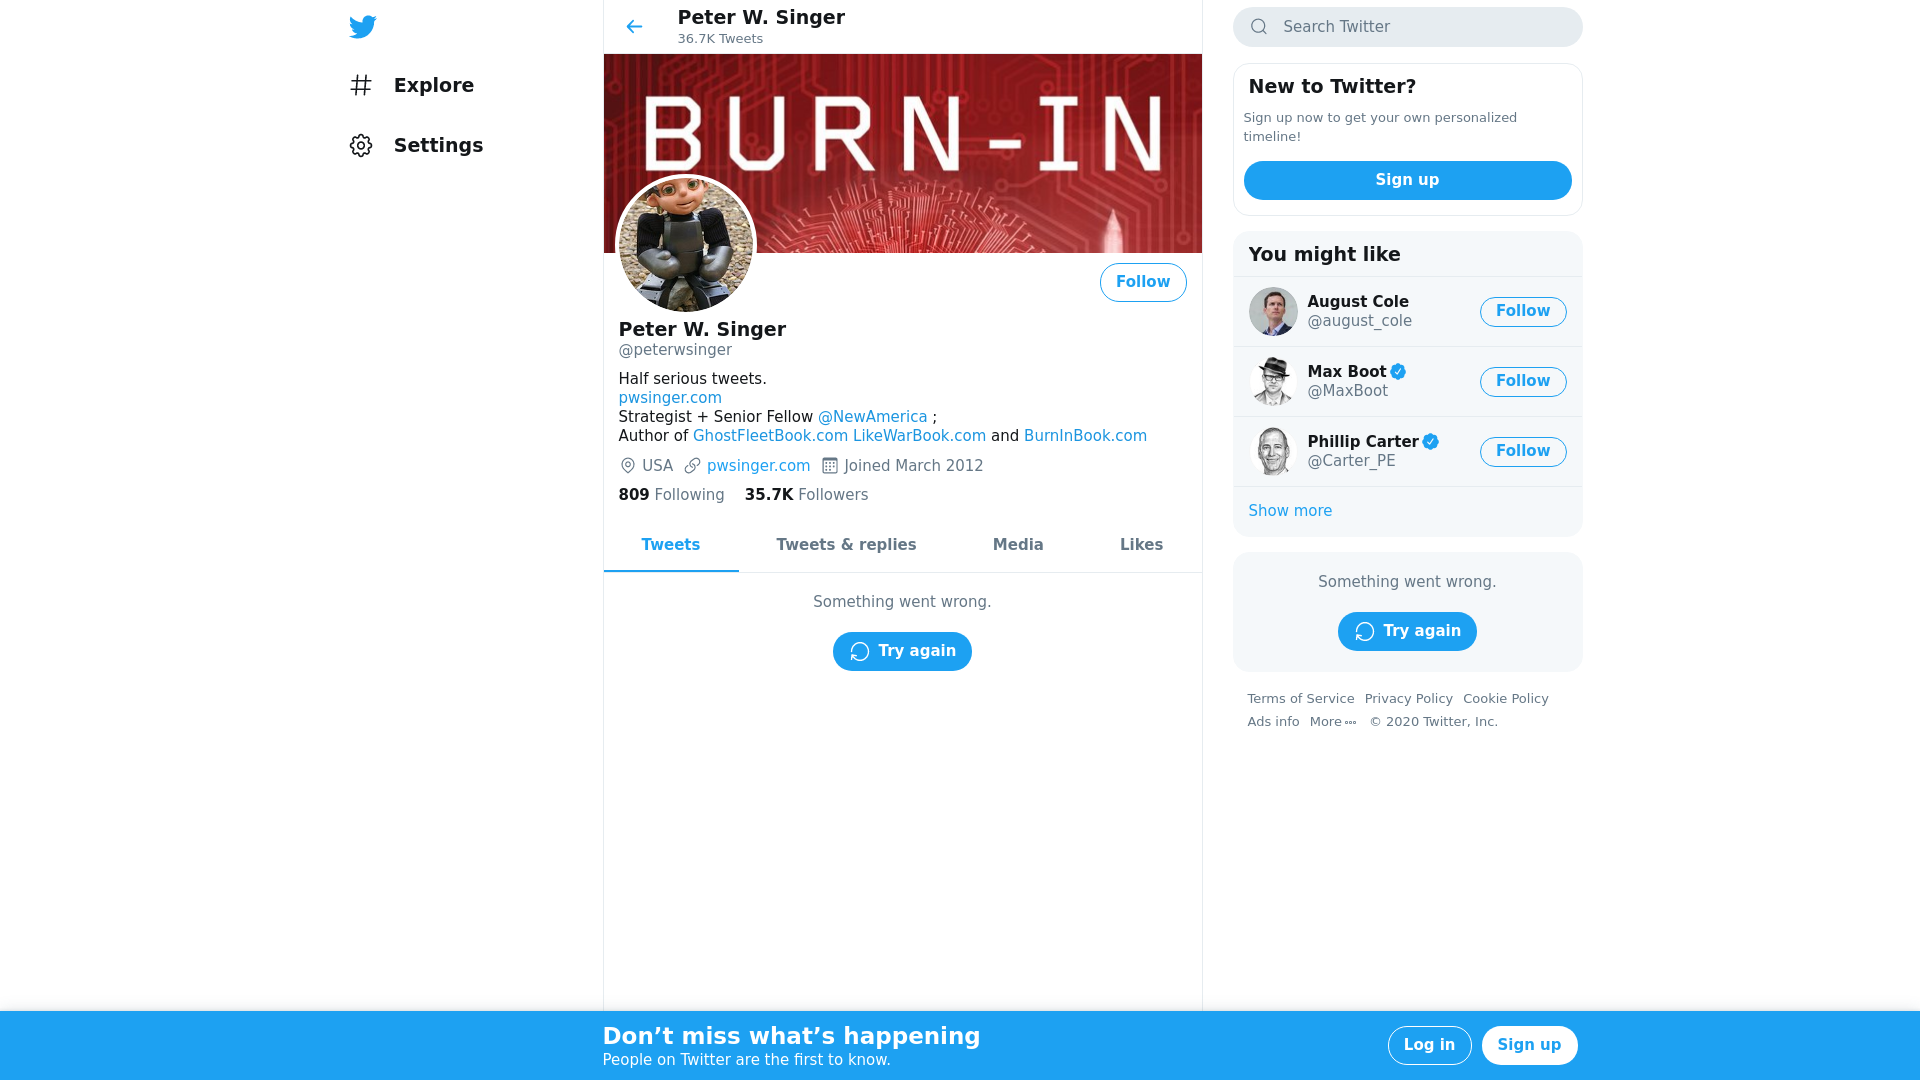 Explore
Settings
Peter W. Singer
36.7K Tweets
BURN-IN
Follow
Peter W. Singer
@peterwsinger
Half serious tweets.
pwsinger.com
Strategist + Senior Fellow @NewAmerica ;
Author of GhostFleetBook.com LikeWarBook.com and BurnInBook.com
USA pwsinger.com Joined March 2012
809 Following 35.7K Followers
Tweets Tweets & replies Media Likes
Something went wrong.
Try again
Search Twitter
New to Twitter?
Sign up now to get your own personalized
timeline!
Sign up
You might like
August Cole
@august_cole
Follow
Max Boot
@MaxBoot
Follow
Phillip Carter
@Carter_PE
Follow
Show more
Something went wrong.
Try again
Terms of Service Privacy Policy Cookie Policy
Ads info More © 2020 Twitter, Inc.
Don’t miss what’s happening
People on Twitter are the first to know.
Log in
Sign up